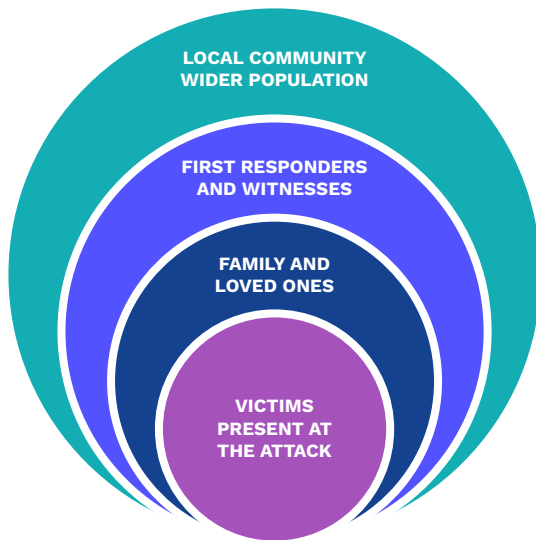 LOCAL COMMUNITY
WIDER POPULATION
FIRST RESPONDERS
AND WITNESSES
FAMILY AND
LOVED ONES
VICTIMS
PRESENT AT
THE ATTACK